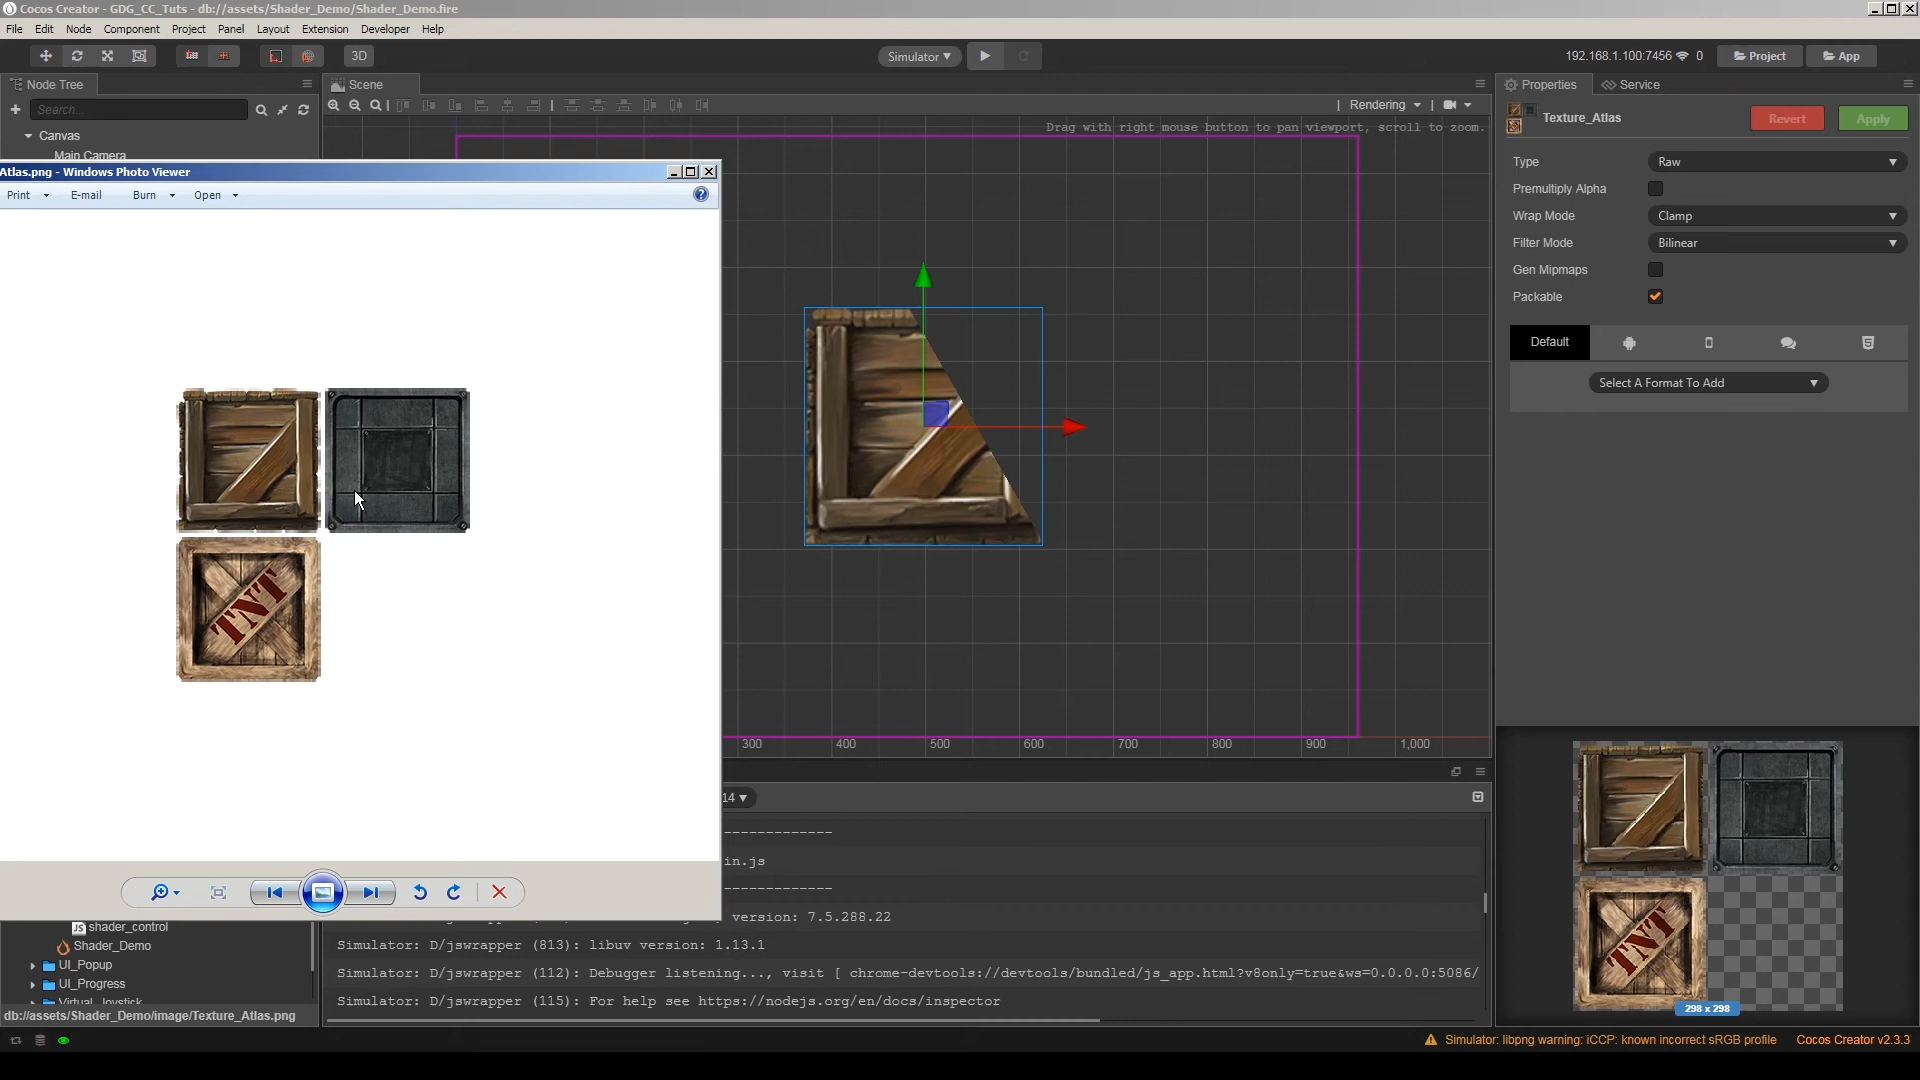 Cocos Creator - GDG_CC_Tuts - db://assets/Shader_Demo/Shader_Demo.fire
File Edit Node Component Project Panel Layout Extension Developer Help
3D
Simulator
192.168.1.100:7456 0
Project
App
Node Tree
Scene
Properties
Service
Search...
Rendering
Canvas
Main Camera
Drag with right mouse button to pan viewport, scroll to zoom.
Texture_Atlas
Revert
Apply
Atlas.png - Windows Photo Viewer
Print E-mail Burn Open
Type Raw
Premultiply Alpha
Wrap Mode Clamp
Filter Mode Bilinear
Gen Mipmaps
Packable
Default
Select A Format To Add
TNT
300 400 500 600 700 800 900 1,000
14
--------------
in.js
--------------
version: 7.5.288.22
Simulator: D/jswrapper (813): libuv version: 1.13.1
Simulator: D/jswrapper (112): Debugger listening..., visit [ chrome-devtools://devtools/bundled/js_app.html?v8only=true&ws=0.0.0.0:5086/
Simulator: D/jswrapper (115): For help see https://nodejs.org/en/docs/inspector
JS shader_control
Shader_Demo
UI_Popup
UI_Progress
Virtual_Joystick
db://assets/Shader_Demo/image/Texture_Atlas.png
TNT
298 x 298
Simulator: libpng warning: iCCP: known incorrect sRGB profile
Cocos Creator v2.3.3